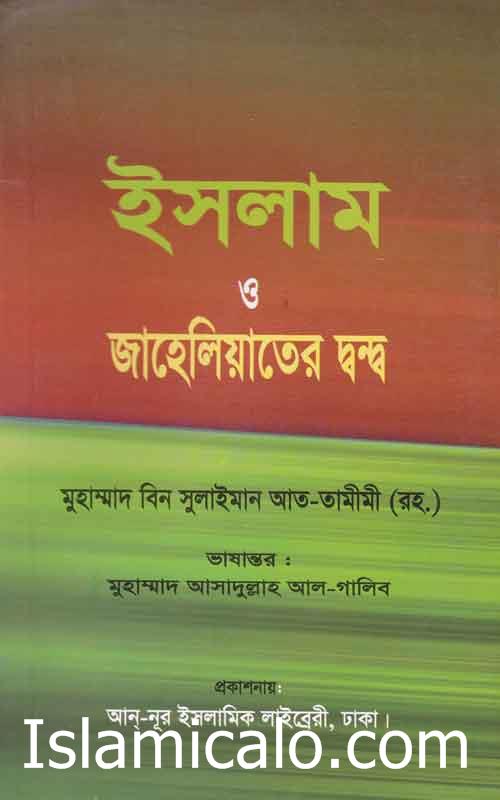 ইসলাম
ও
জাহেলিয়াতের দ্বন্দ্ব
মুহাম্মাদ বিন সুলাইমান আত-তামীমী (রহ.)
ভাষান্তর :
মুহাম্মাদ আসাদুল্লাহ আল-গালিব
প্রকাশনায়:
আন্-নূর ইসলামিক লাইব্রেরী, ঢাকা।
Islamicalo.com